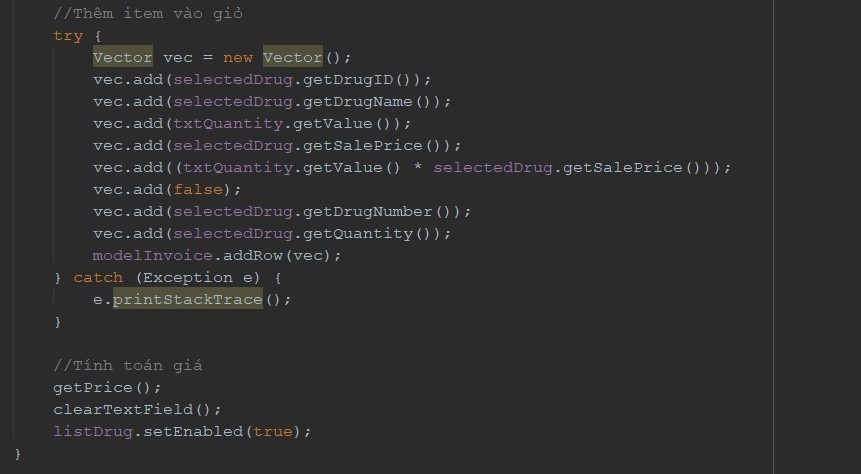 //Thêm item vào giỏ
try {
Vector vec = new Vector();
vec.add(selectedDrug.getDrugID());
vec.add(selectedDrug.getDrugName());
vec.add(txtQuantity.getValue());
vec.add(selectedDrug.getSalePrice());
vec.add((txtQuantity.getValue() * selectedDrug.getSalePrice()));
vec.add(false);
vec.add(selectedDrug.getDrugNumber());
vec.add(selectedDrug.getQuantity());
modelInvoice.addRow(vec);
} catch (Exception e) {
e.printStackTrace();
}
//Tính toán giá
getPrice();
clearTextField();
listDrug.setEnabled(true);
}